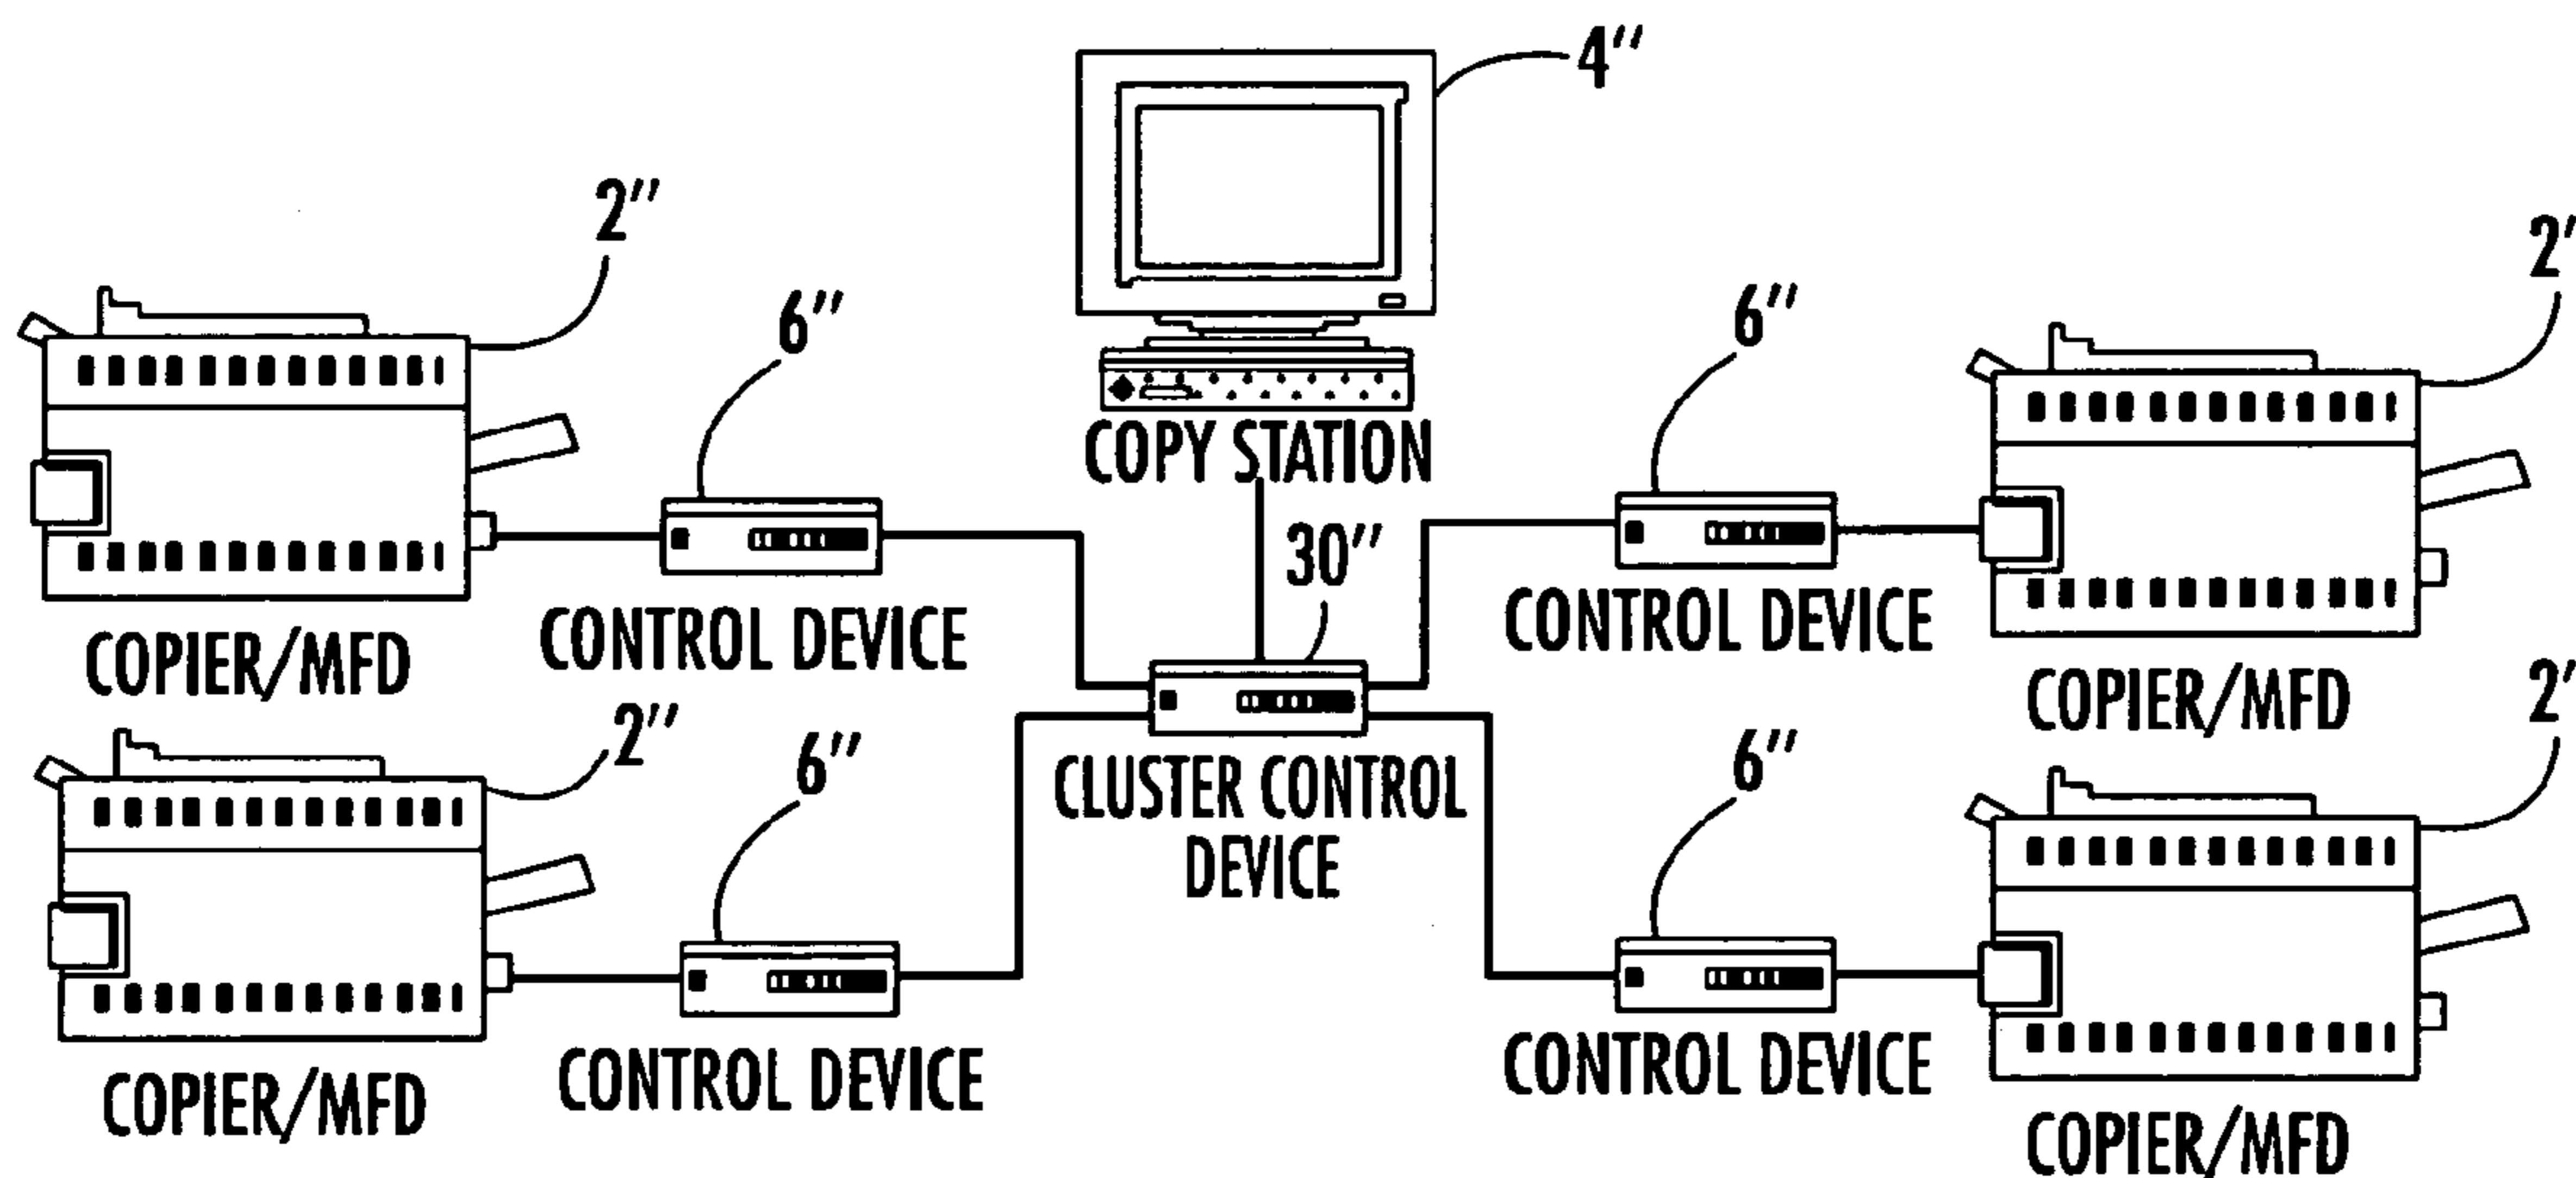 4″
2″
2'
6″
6″
COPY STATION
30″
CONTROL DEVICE
CONTROL DEVICE
COPIER/MFD
COPIER/MFD
2″
2'
6″
6″
CLUSTER CONTROL
DEVICE
CONTROL DEVICE
CONTROL DEVICE
COPIER/MFD
COPIER/MFD